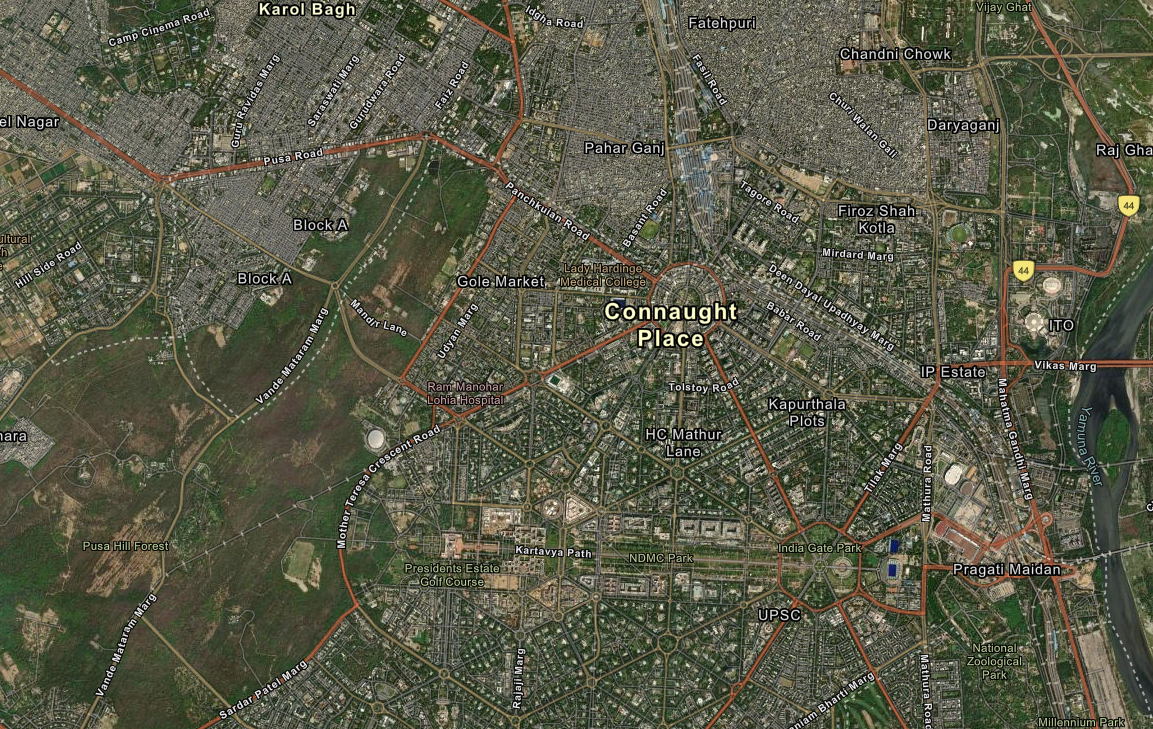 Karol Bagh
Idgha Road
Vijay Ghat
Camp Cinema Road
Fatehpuri
Chandni Chowk
Guru Ravidas Marg
Saraswati Marg
Gurudwara Road
Faiz Road
Fasil Road
Churi Walan Gali
el Nagar
Daryaganj
Pahar Ganj
Raj Gha
Pusa Road
Panchkuian Road
Basant Road
Tagore Road
44
Block A
Firoz Shah
Kotla
ultural
h
e
Hill Side Road
Mirdard Marg
Block A
Gole Market
Lady Hardinge
Medical College
44
Deen Dayal Upadhyay Marg
Connaught
Place
Babar Road
ITO
Mandir Lane
Udyan Marg
Vande Mataram Marg
IP Estate
Vikas Marg
Ram Manohar
Lohia Hospital
Tolstoy Road
Kapurthala
Plots
Mahatma Gandhi Marg
Yamuna River
hara
Mother Teresa Crescent Road
HC Mathur
Lane
Tilak Marg
Mathura Road
Pusa Hill Forest
Kartavya Path
NDMC Park
India Gate Park
Presidents Estate
Golf Course
Pragati Maidan
UPSC
Vande Mataram Marg
Sardar Patel Marg
Rajaji Marg
National
Zoological
Park
Mathura Road
aniam Bharti Marg
Millennium Park